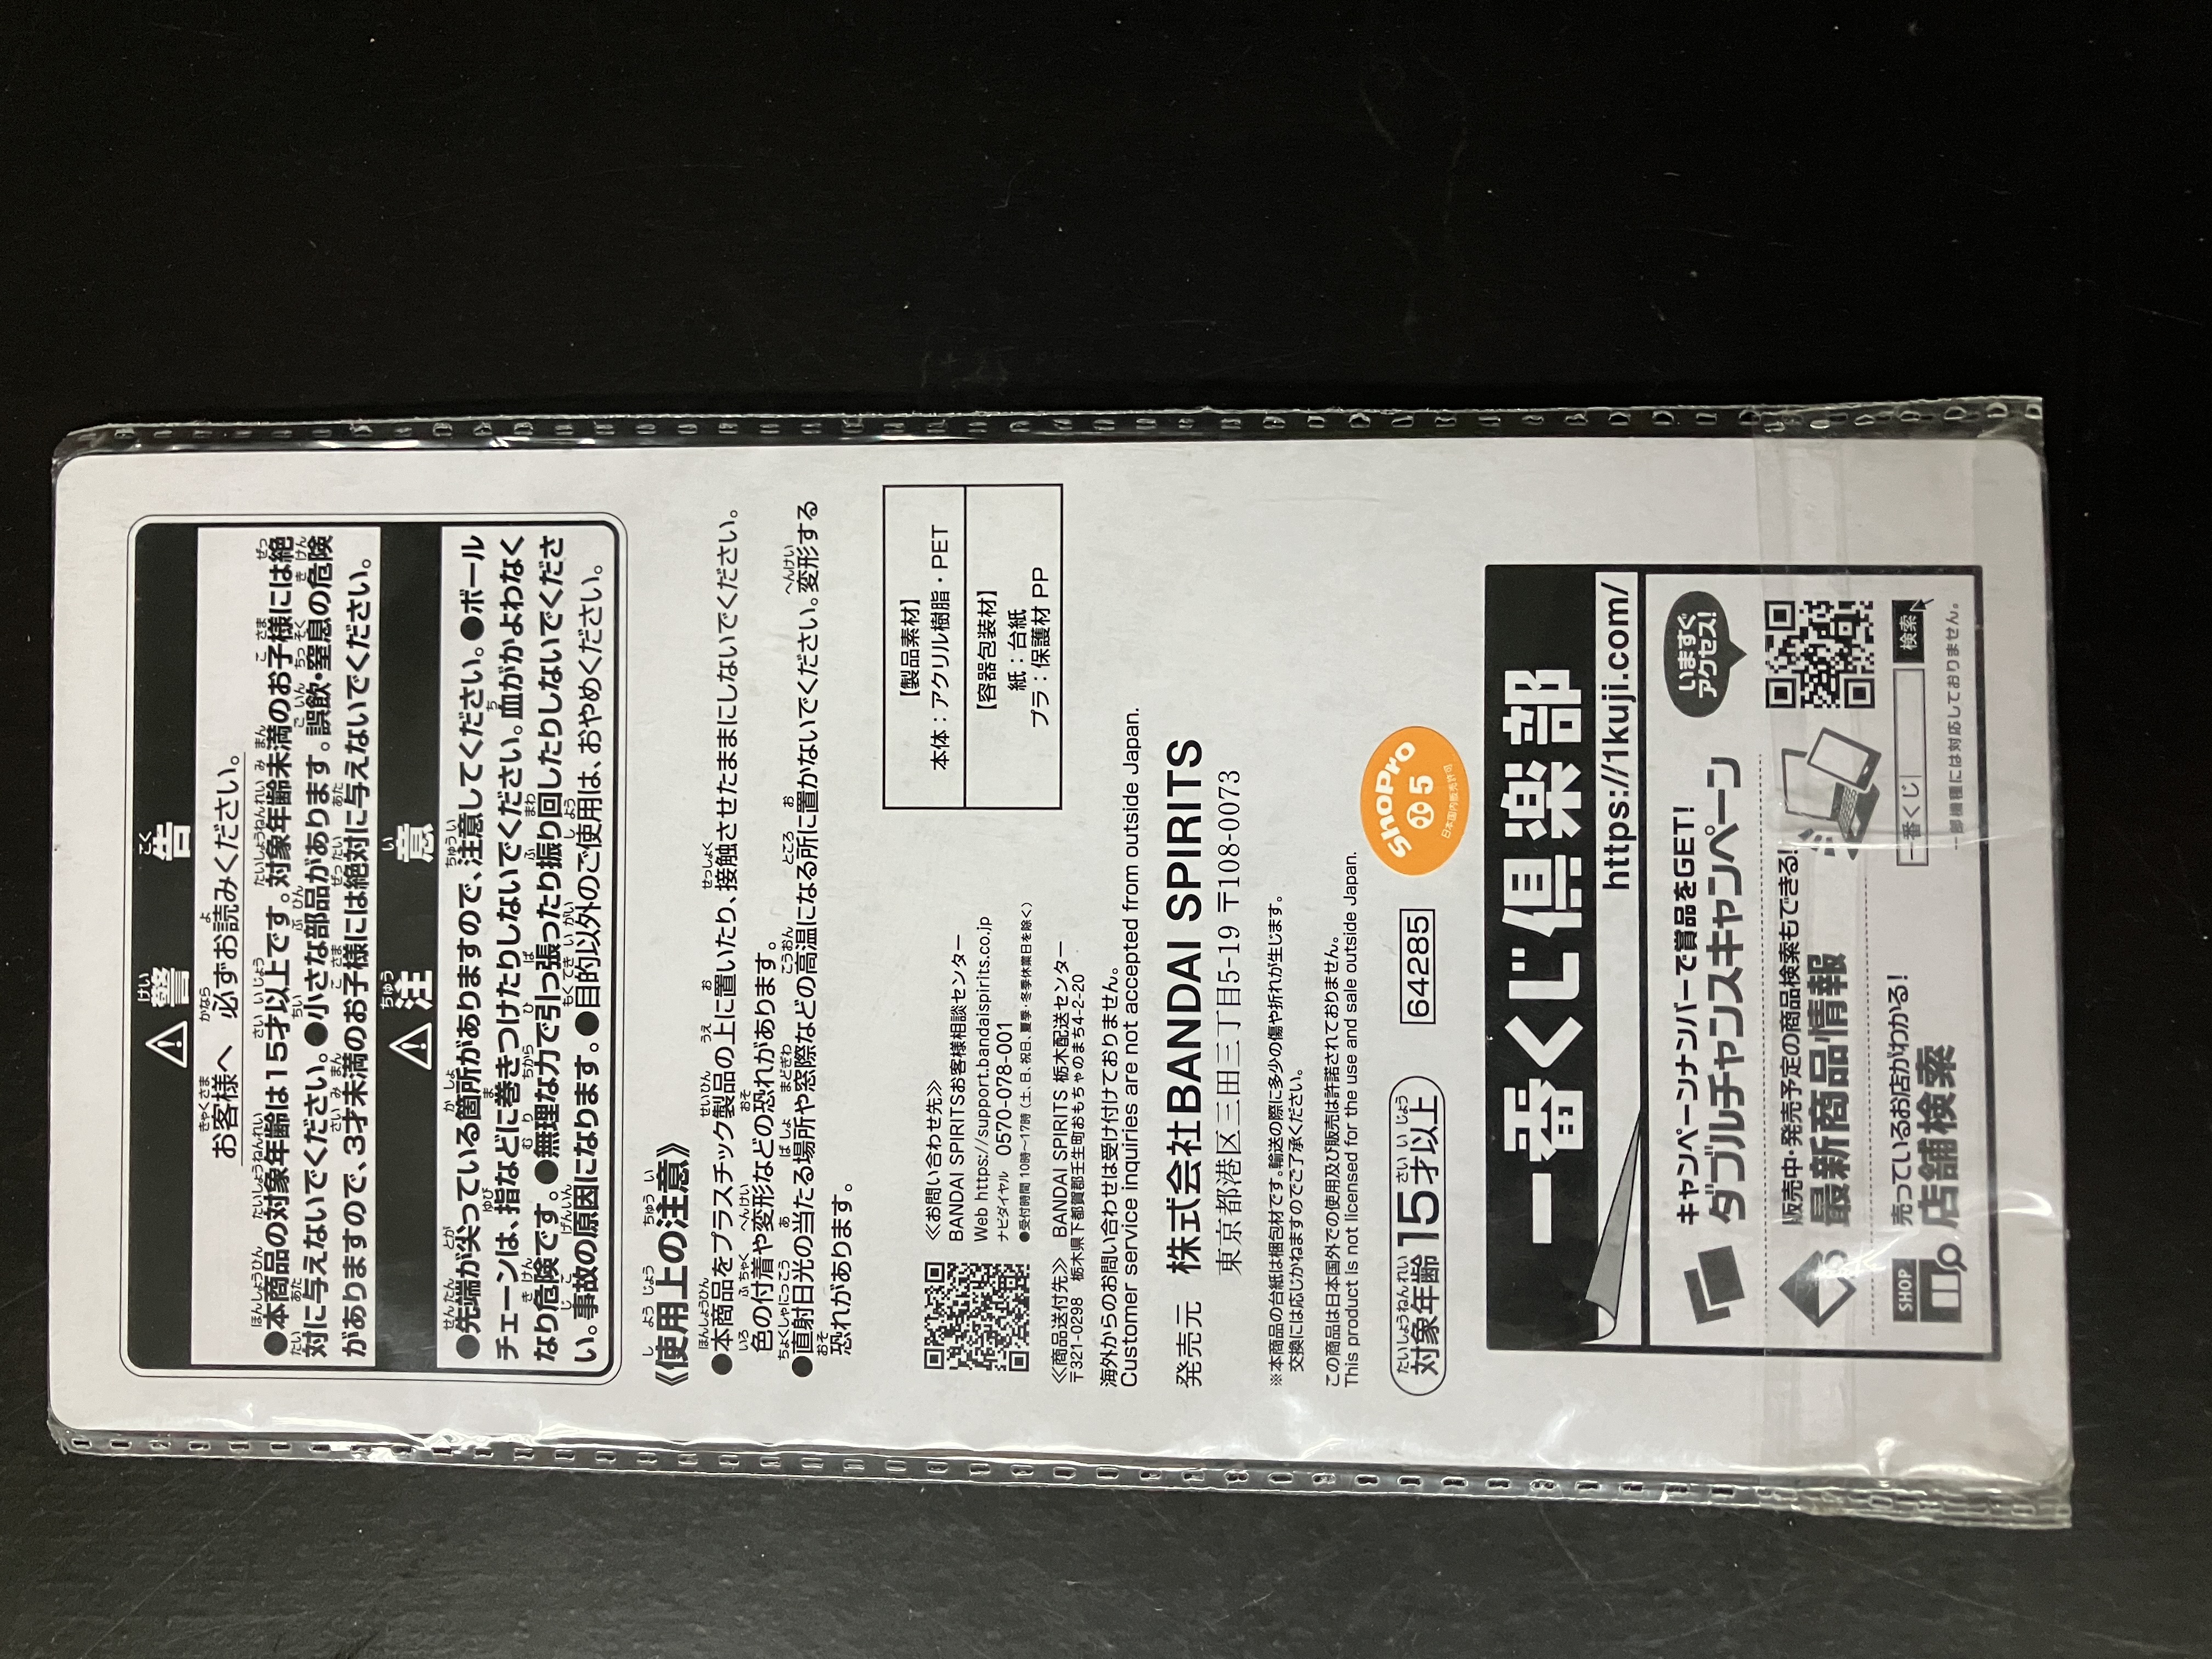 ⚠警告
お客様へ 必ずお読みください。
●本商品の対象年齢は15才以上です。対象年齢未満のお子様には絶
対に与えないでください。●小さな部品があります。誤飲・窒息の危険
がありますので、3才未満のお子様には絶対に与えないでください。
⚠注意
●先端が尖っている箇所がありますので、注意してください。●ボール
チェーンは、指などに巻きつけたりしないでください。血がかよわなく
なり危険です。●無理な力で引っ張ったり振り回したりしないでくださ
い。事故の原因になります。●目的以外のご使用は、おやめください。
《使用上の注意》
●本商品をプラスチック製品の上に置いたり、接触させたままにしないでください。
色の付着や変形などの恐れがあります。
●直射日光の当たる場所や窓際などの高温になる所に置かないでください。変形する
恐れがあります。
【製品素材】
本体：アクリル樹脂・PET
【容器包装材】
紙：台紙
プラ：保護材 PP
≪お問い合わせ先≫
BANDAI SPIRITSお客様相談センター
Web https://support.bandaispirits.co.jp
ナビダイヤル 0570-078-001
●受付時間 10時〜17時(土、日、祝日、夏季・冬季休業日を除く)
≪商品送付先≫ BANDAI SPIRITS 栃木配送センター
〒321-0298 栃木県下都賀郡壬生町おもちゃのまち4-2-20
海外からのお問い合わせは受け付けておりません。
Customer service inquiries are not accepted from outside Japan.
発売元 株式会社BANDAI SPIRITS
東京都港区三田三丁目5-19 〒108-0073
※本商品の台紙は梱包材です。輸送の際に多少の傷や折れが生じます。
交換には応じかねますのでご了承ください。
この商品は日本国外での使用及び販売は許諾されておりません。
This product is not licensed for the use and sale outside Japan.
対象年齢15才以上
642285
ShoPro
05
日本国内販売許可
一番くじ倶楽部
https://1kuji.com/
キャンペーンナンバーで賞品をGET!
ダブルチャンスキャンペーン
いますぐ
アクセス!
販売中・発売予定の商品検索もできる!
最新商品情報
SHOP
売っているお店がわかる!
店舗検索
一番くじ
検索
一部機種には対応しておりません。